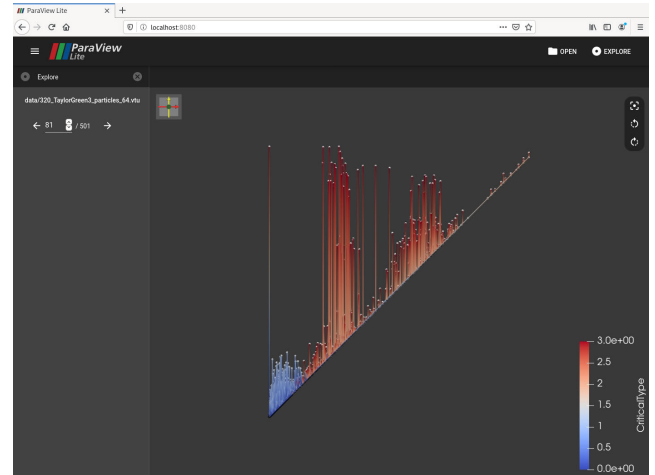 ParaView Lite
localhost:8080
ParaView
Lite
OPEN
EXPLORE
Explore
data/320_TaylorGreen3_particles_64.vtu
81 / 501
3.0e+00
2.5
2
1.5
1
0.5
0.0e+00
CriticalType